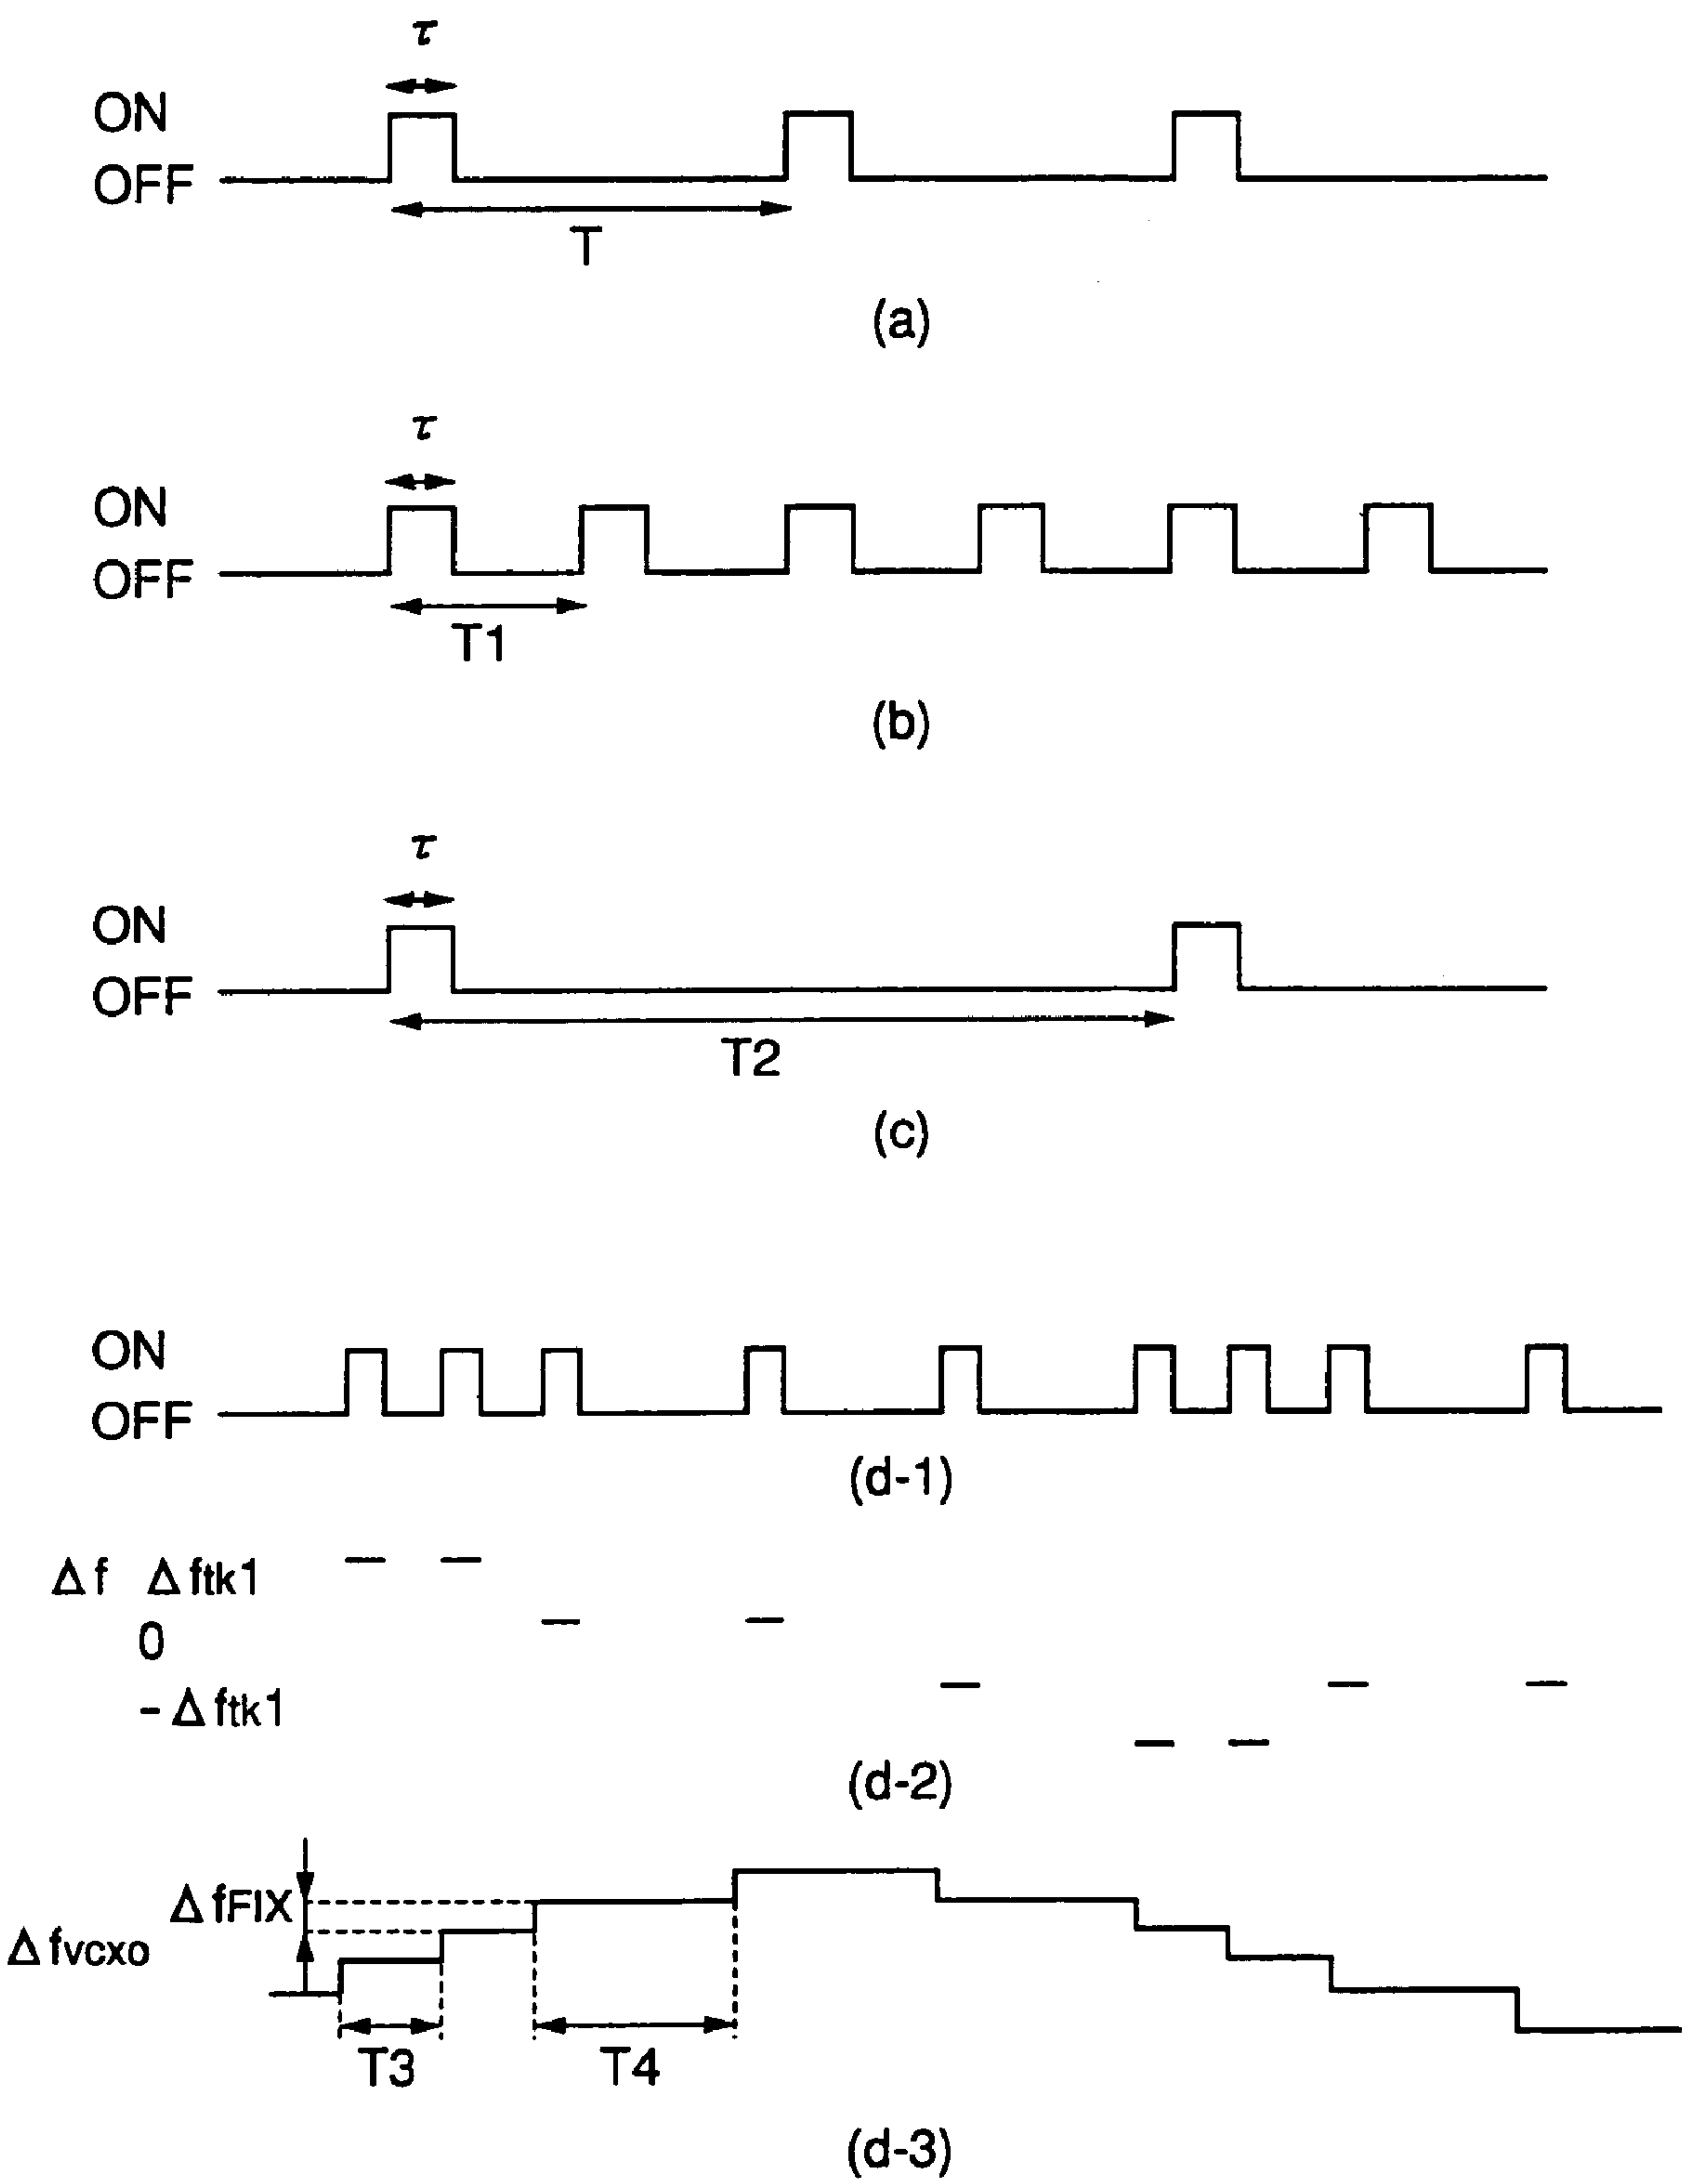 τ
ON
OFF
T
(a)
τ
ON
OFF
T1
(b)
τ
ON
OFF
T2
(c)
ON
OFF
(d-1)
Δf Δftk1
0
-Δftk1
(d-2)
ΔfFIX
Δfvcxo
T3 T4
(d-3)